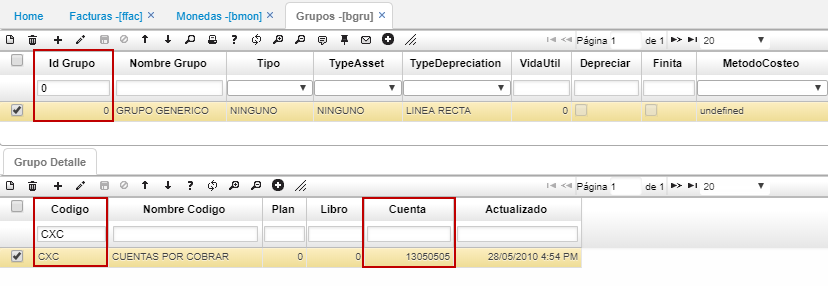 Home Facturas -[ffac] Monedas -[bmon] Grupos -[bgru]
Página 1 de 1 20
Id Grupo Nombre Grupo Tipo TypeAsset TypeDepreciation VidaUtil Depreciar Finita MetodoCosteo
0
0 GRUPO GENERICO NINGUNO NINGUNO LINEA RECTA 0 undefined
Grupo Detalle
Página 1 de 1 20
Codigo Nombre Codigo Plan Libro Cuenta Actualizado
CXC
CXC CUENTAS POR COBRAR 0 0 13050505 28/05/2010 4:54 PM